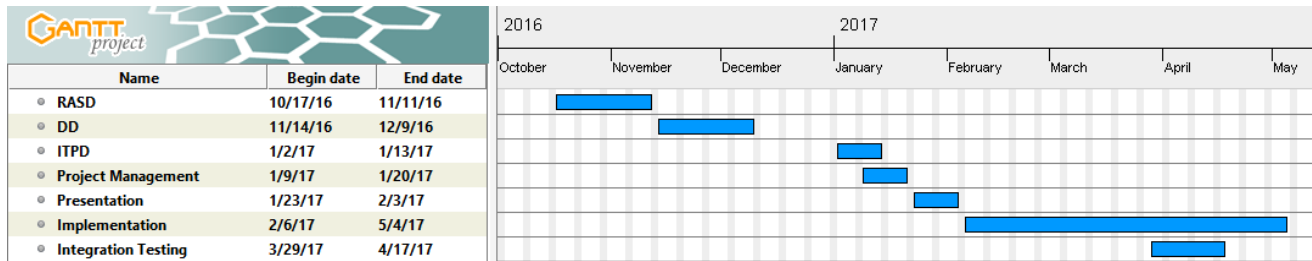 GANTT
project
2016 2017
October November December January February March April May
Name Begin date End date
RASD 10/17/16 11/11/16
DD 11/14/16 12/9/16
ITPD 1/2/17 1/13/17
Project Management 1/9/17 1/20/17
Presentation 1/23/17 2/3/17
Implementation 2/6/17 5/4/17
Integration Testing 3/29/17 4/17/17